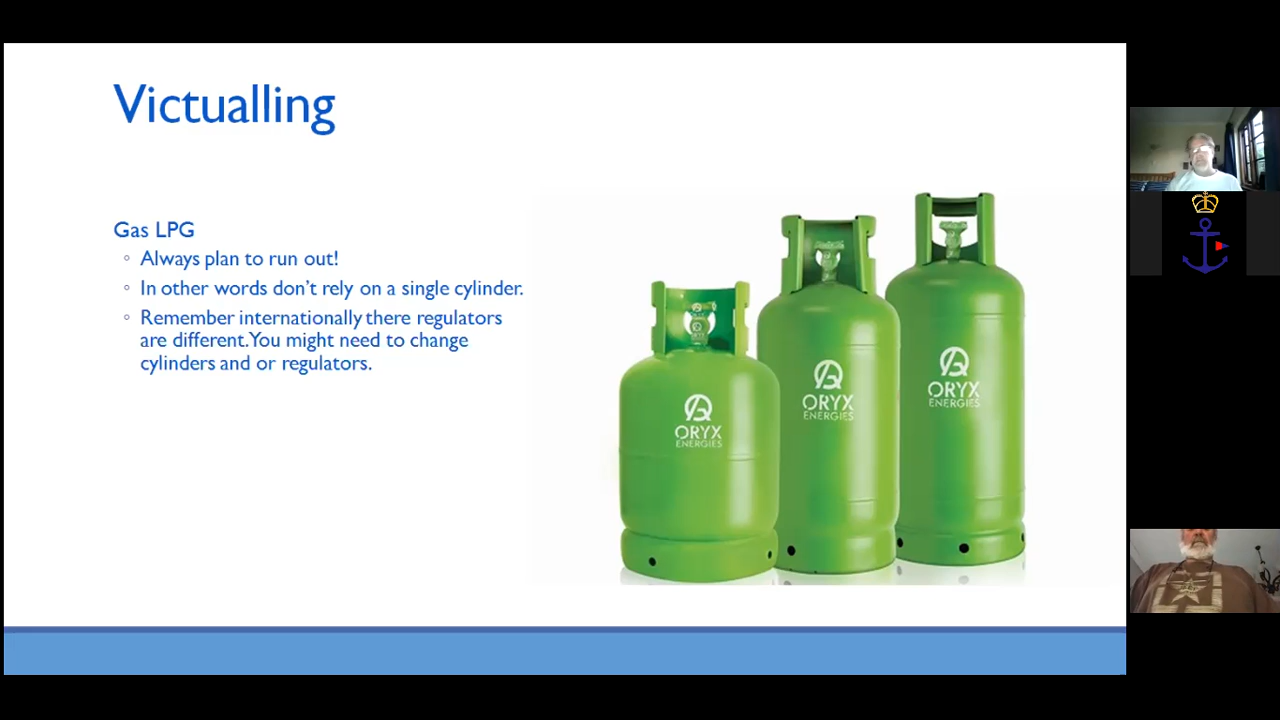 Victualling
Gas LPG
Always plan to run out!
In other words don't rely on a single cylinder.
Remember internationally there regulators
are different. You might need to change
cylinders and or regulators.
ORYX
ENERGIES
ORYX
ENERGIES
ORYX
ENERGIES